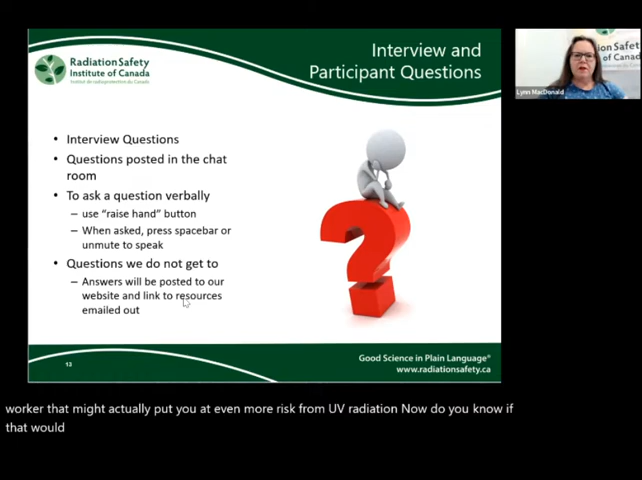 Radiation Safety
Institute of Canada
Institut de radioprotection du Canada
Interview and
Participant Questions
• Interview Questions
• Questions posted in the chat
room
• To ask a question verbally
– use "raise hand" button
– When asked, press spacebar or
unmute to speak
• Questions we do not get to
– Answers will be posted to our
website and link to resources
emailed out
13
Good Science in Plain Language®
www.radiationsafety.ca
ion Safety
of Canada
Lynn MacDonald
worker that might actually put you at even more risk from UV radiation Now do you know if
that would